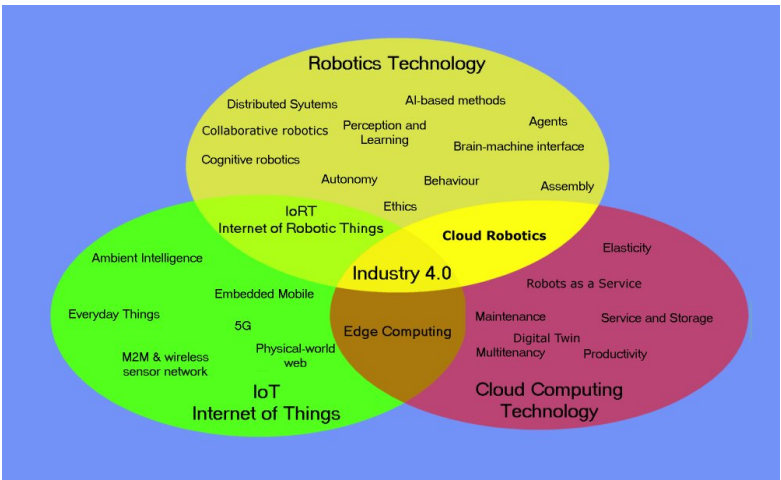 Robotics Technology
Distributed Syutems
AI-based methods
Collaborative robotics
Perception and
Learning
Agents
Brain-machine interface
Cognitive robotics
Autonomy
Behaviour
Assembly
Ethics
IoRT
Internet of Robotic Things
Cloud Robotics
Industry 4.0
Ambient Intelligence
Everyday Things
Embedded Mobile
5G
M2M & wireless
sensor network
Physical-world
web
IoT
Internet of Things
Edge Computing
Elasticity
Robots as a Service
Maintenance
Service and Storage
Digital Twin
Multitenancy
Productivity
Cloud Computing
Technology